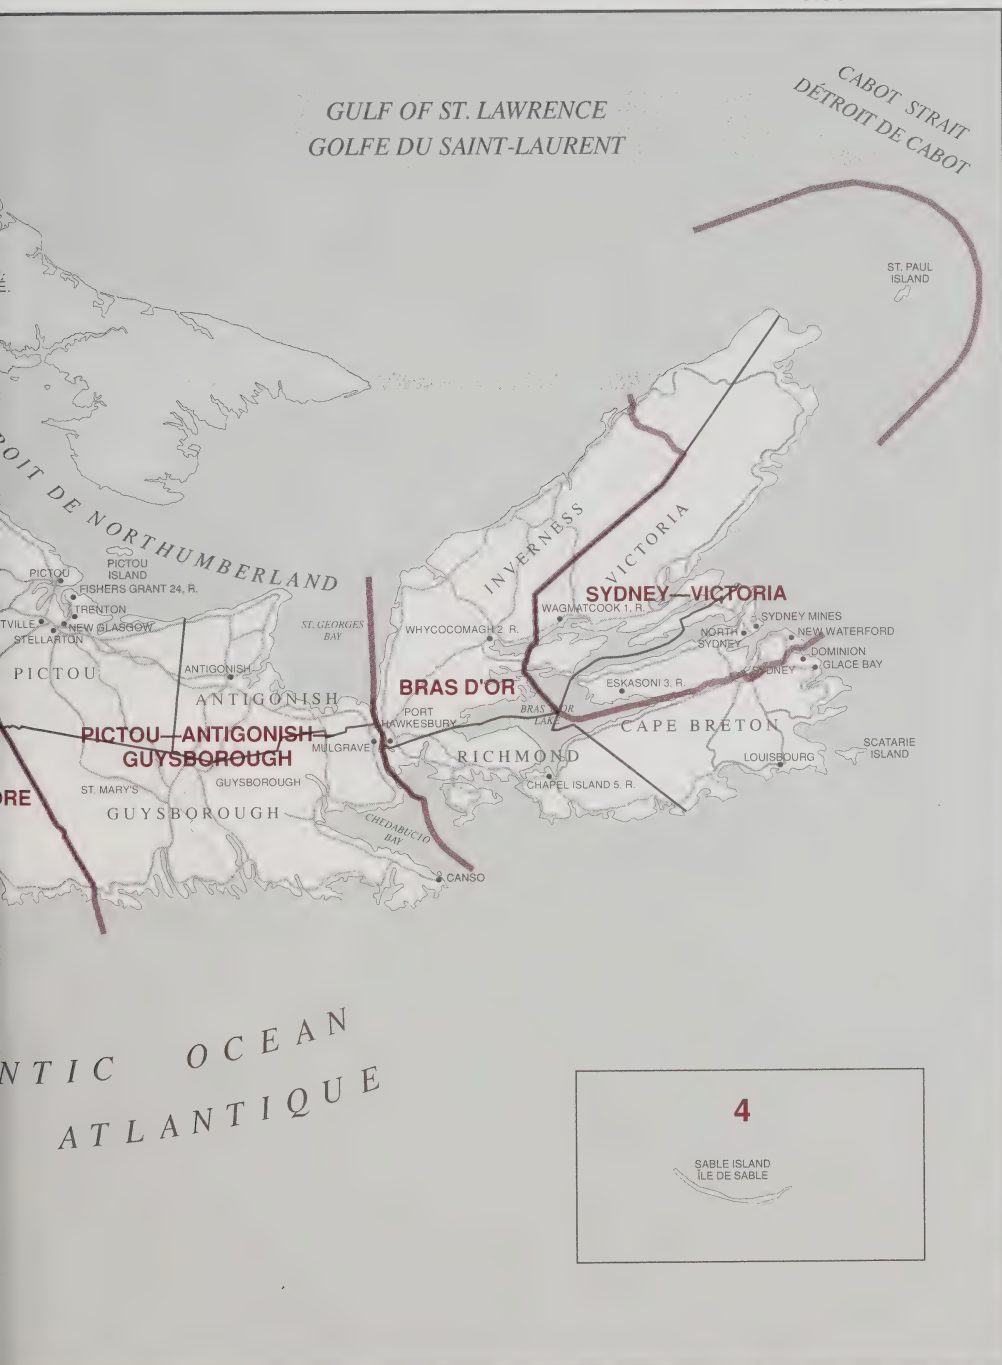 GULF OF ST. LAWRENCE
GOLFE DU SAINT-LAURENT
CABOT STRAIT
DÉTROIT DE CABOT
ST. PAUL
ISLAND
DE NORTHUMBERLAND
PICTOU
PICTOU
ISLAND
FISHERS GRANT 24, R.
TRENTON
NEW GLASGOW
STELLARTON
PICTOU
ANTIGONISH
ANTIGONISH
ST. GEORGES
BAY
INVERNESS
VICTORIA
SYDNEY—VICTORIA
WAGMATCOOK 1, R.
WHYCOCOMAGH 2 R.
SYDNEY MINES
NORTH
SYDNEY
NEW WATERFORD
DOMINION
GLACE BAY
SYDNEY
ESKASONI 3. R.
BRAS D'OR
BRAS D'OR
LAKE
CAPE BRETON
PORT
HAWKESBURY
MULGRAVE
PICTOU—ANTIGONISH—
GUYSBOROUGH
RICHMOND
LOUISBOURG
SCATARIE
ISLAND
CHAPEL ISLAND 5. R.
ST. MARY'S
GUYSBOROUGH
GUYSBOROUGH
CHEDABUCTO
BAY
CANSO
NTIC OCEAN
ATLANTIQUE
4
SABLE ISLAND
ÎLE DE SABLE